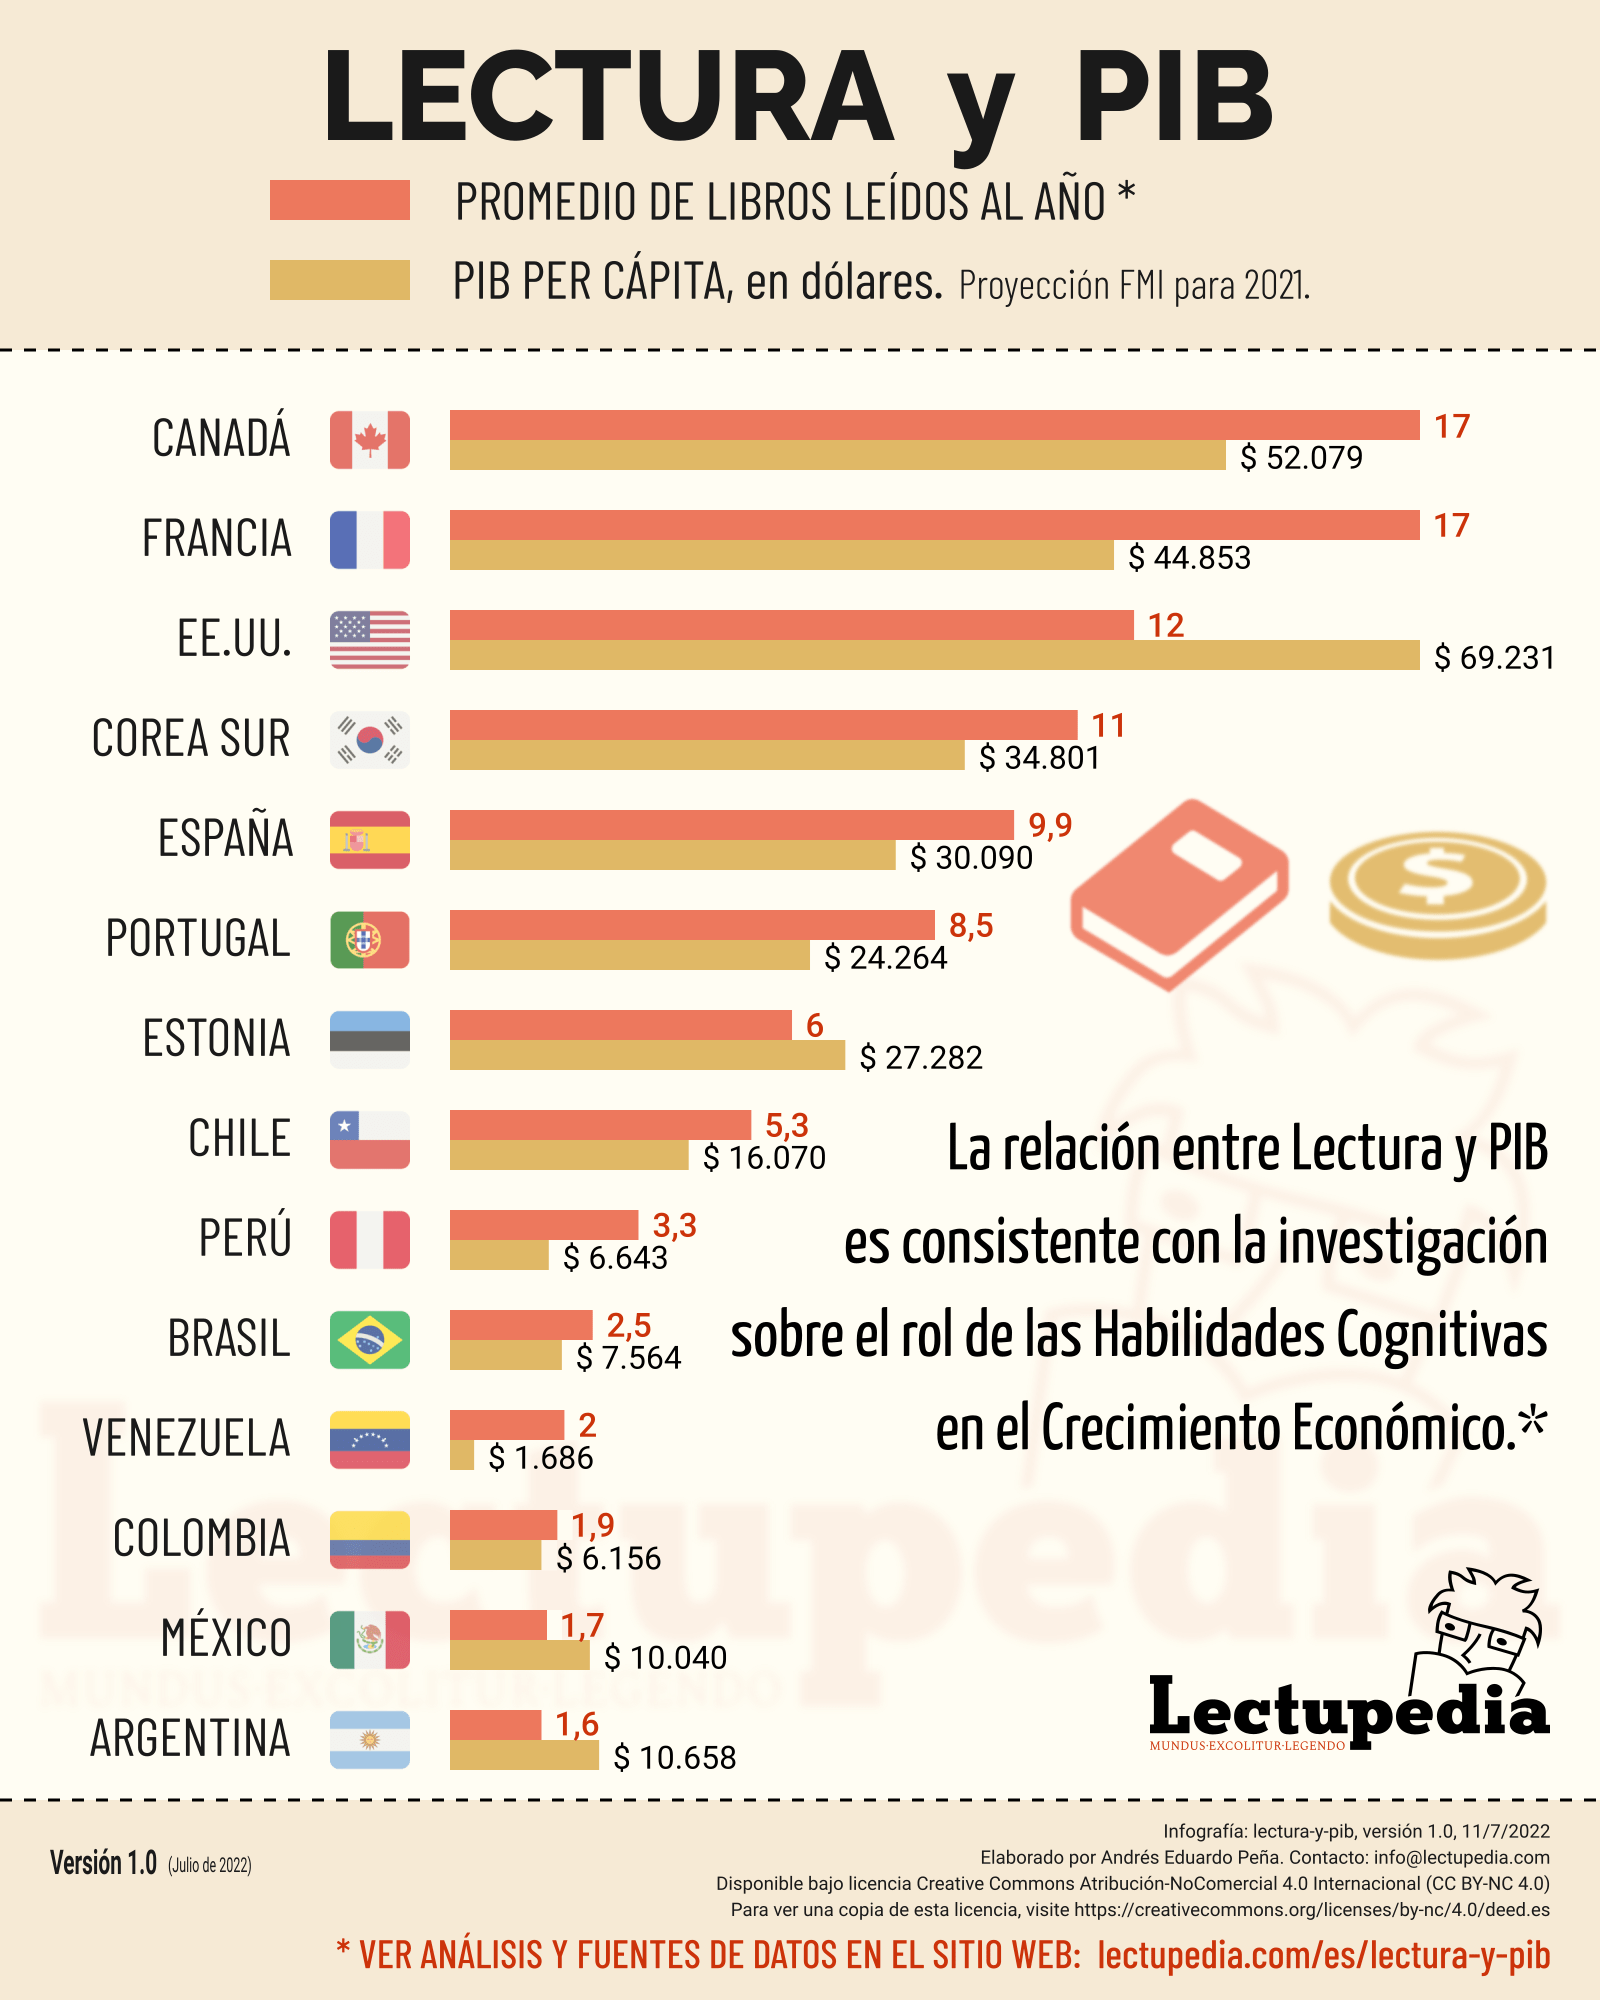 LECTURA y PIB
PROMEDIO DE LIBROS LEÍDOS AL AÑO *
PIB PER CÁPITA, en dólares. Proyección FMI para 2021.
CANADÁ 17
$ 52.079
FRANCIA 17
$ 44.853
EE.UU. 12
$ 69.231
COREA SUR 11
$ 34.801
ESPAÑA 9,9
$ 30.090
PORTUGAL 8,5
$ 24.264
ESTONIA 6
$ 27.282
CHILE 5,3
$ 16.070
PERÚ 3,3
$ 6.643
BRASIL 2,5
$ 7.564
VENEZUELA 2
$ 1.686
COLOMBIA 1,9
$ 6.156
MÉXICO 1,7
$ 10.040
ARGENTINA 1,6
$ 10.658
$
La relación entre Lectura y PIB
es consistente con la investigación
sobre el rol de las Habilidades Cognitivas
en el Crecimiento Económico.*
Lectupedia
MUNDUS·EXCOLITUR·LEGENDO
Lectupedia
MUNDUS·EXCOLITUR·LEGENDO
Versión 1.0 (Julio de 2022)
Infografía: lectura-y-pib, versión 1.0, 11/7/2022
Elaborado por Andrés Eduardo Peña. Contacto: info@lectupedia.com
Disponible bajo licencia Creative Commons Atribución-NoComercial 4.0 Internacional (CC BY-NC 4.0)
Para ver una copia de esta licencia, visite https://creativecommons.org/licenses/by-nc/4.0/deed.es
* VER ANÁLISIS Y FUENTES DE DATOS EN EL SITIO WEB: lectupedia.com/es/lectura-y-pib